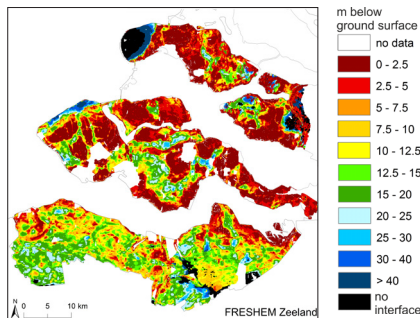 m below
ground surface
no data
0 - 2.5
2.5 - 5
5 - 7.5
7.5 - 10
10 - 12.5
12.5 - 15
15 - 20
20 - 25
25 - 30
30 - 40
> 40
no
interface
N
0 5 10 km
FRESHEM Zeeland